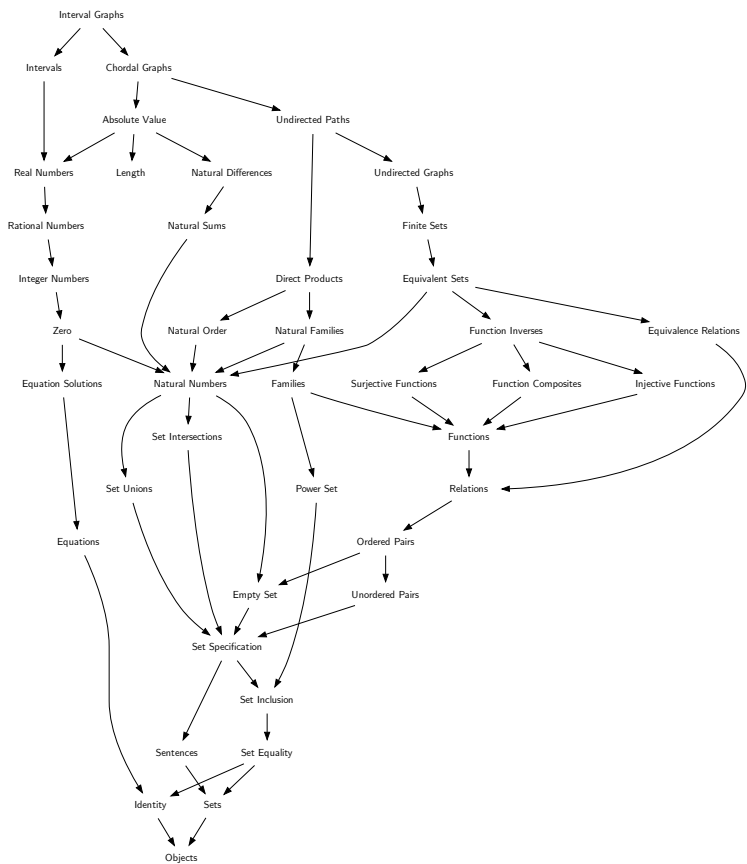 Interval Graphs
Intervals
Chordal Graphs
Absolute Value
Undirected Paths
Real Numbers
Length
Natural Differences
Undirected Graphs
Rational Numbers
Natural Sums
Finite Sets
Integer Numbers
Direct Products
Equivalent Sets
Zero
Natural Order
Natural Families
Function Inverses
Equivalence Relations
Equation Solutions
Natural Numbers
Families
Surjective Functions
Function Composites
Injective Functions
Set Intersections
Functions
Set Unions
Power Set
Relations
Equations
Ordered Pairs
Empty Set
Unordered Pairs
Set Specification
Set Inclusion
Sentences
Set Equality
Identity
Sets
Objects